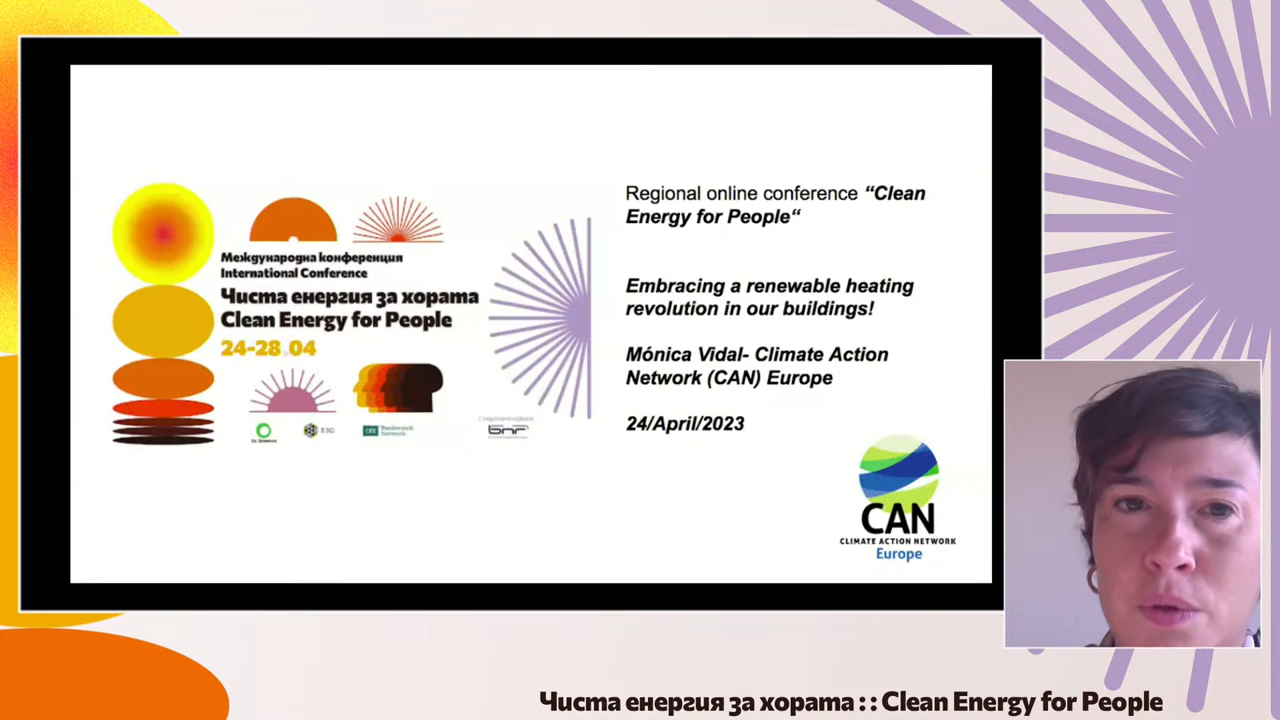 Международна конференция
International Conference
Чиста енергия за хората
Clean Energy for People
24-28.04
bnr
Regional online conference “Clean
Energy for People“
Embracing a renewable heating
revolution in our buildings!
Mónica Vidal- Climate Action
Network (CAN) Europe
24/April/2023
CAN
CLIMATE ACTION NETWORK
Europe
Чиста енергия за хората :: Clean Energy for People